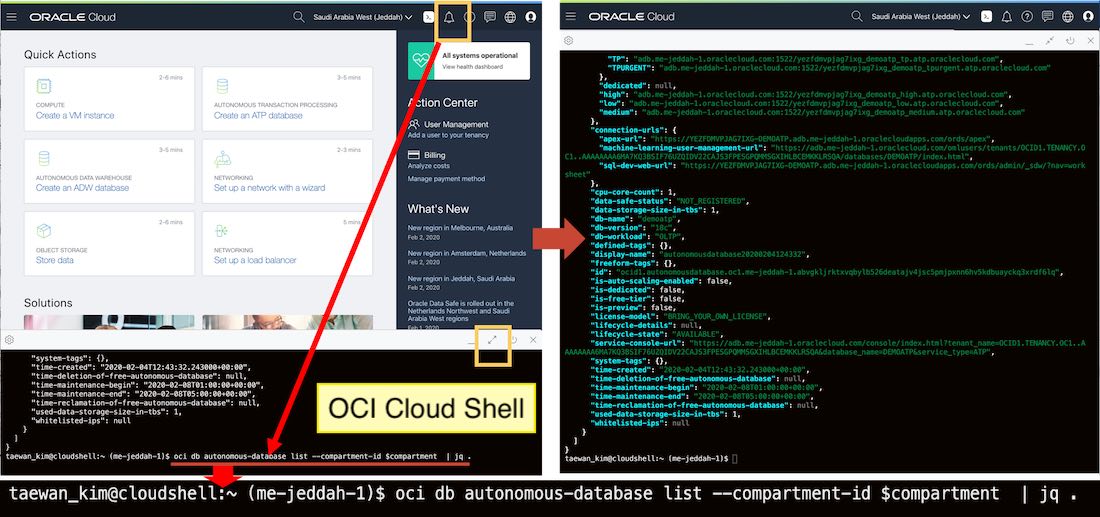 ORACLE Cloud
Saudi Arabia West (Jeddah)
Quick Actions
2–6 mins
COMPUTE
Create a VM instance
3–5 mins
AUTONOMOUS TRANSACTION PROCESSING
Create an ATP database
3–5 mins
AUTONOMOUS DATA WAREHOUSE
Create an ADW database
2–3 mins
NETWORKING
Set up a network with a wizard
2–6 mins
OBJECT STORAGE
Store data
5 mins
NETWORKING
Set up a load balancer
Solutions
All systems operational
View health dashboard
Action Center
User Management
Add a user to your tenancy
Billing
Analyze costs
Manage payment method
What's New
New region in Melbourne, Australia
Feb 2, 2020
New region in Amsterdam, Netherlands
Feb 2, 2020
New region in Jeddah, Saudi Arabia
Feb 2, 2020
Oracle Data Safe is rolled out in the
Netherlands Northwest and Saudi
Arabia West regions
Feb 1, 2020
"system-tags": {},
"time-created": "2020-02-04T12:43:32.243000+00:00",
"time-deletion-of-free-autonomous-database": null,
"time-maintenance-begin": "2020-02-08T01:00:00+00:00",
"time-maintenance-end": "2020-02-08T05:00:00+00:00",
"time-reclamation-of-free-autonomous-database": null,
"used-data-storage-size-in-tbs": 1,
"whitelisted-ips": null
}
]
}
taewan_kim@cloudshell:~ (me-jeddah-1)$ oci db autonomous-database list --compartment-id $compartment  | jq .
OCI Cloud Shell
ORACLE Cloud
Saudi Arabia West (Jeddah)
"TP": "adb.me-jeddah-1.oraclecloud.com:1522/yezfdmvpjag7ixg_demoatp_tp.atp.oraclecloud.com",
"TPURGENT": "adb.me-jeddah-1.oraclecloud.com:1522/yezfdmvpjag7ixg_demoatp_tpurgent.atp.oraclecloud.com"
},
"dedicated": null,
"high": "adb.me-jeddah-1.oraclecloud.com:1522/yezfdmvpjag7ixg_demoatp_high.atp.oraclecloud.com",
"low": "adb.me-jeddah-1.oraclecloud.com:1522/yezfdmvpjag7ixg_demoatp_low.atp.oraclecloud.com",
"medium": "adb.me-jeddah-1.oraclecloud.com:1522/yezfdmvpjag7ixg_demoatp_medium.atp.oraclecloud.com"
},
"connection-urls": {
"apex-url": "https://YEZFDMVPJAG7IXG-DEMOATP.adb.me-jeddah-1.oraclecloudapps.com/ords/apex",
"machine-learning-user-management-url": "https://adb.me-jeddah-1.oraclecloud.com/omlusers/tenants/OCID1.TENANCY.O
"sql-dev-web-url": "https://YEZFDMVPJAG7IXG-DEMOATP.adb.me-jeddah-1.oraclecloudapps.com/ords/admin/_sdw/?nav=work
sheet"
},
"cpu-core-count": 1,
"data-safe-status": "NOT_REGISTERED",
"data-storage-size-in-tbs": 1,
"db-name": "demoatp",
"db-version": "18c",
"db-workload": "OLTP",
"defined-tags": {},
"display-name": "autonomousdatabase20200204124332",
"freeform-tags": {},
"id":
"is-auto-scaling-enabled": false,
"is-dedicated": false,
"is-free-tier": false,
"is-preview": false,
"license-model": "BRING_YOUR_OWN_LICENSE",
"lifecycle-details": null,
"lifecycle-state": "AVAILABLE",
"service-console-url": "https://adb.me-jeddah-1.oraclecloud.com/console/index.html?tenant_name=OCID1.TENANCY.OC1..A
"system-tags": {},
"time-created": "2020-02-04T12:43:32.243000+00:00",
"time-deletion-of-free-autonomous-database": null,
"time-maintenance-begin": "2020-02-08T01:00:00+00:00",
"time-maintenance-end": "2020-02-08T05:00:00+00:00",
"time-reclamation-of-free-autonomous-database": null,
"used-data-storage-size-in-tbs": 1,
"whitelisted-ips": null
}
]
}
taewan_kim@cloudshell:~ (me-jeddah-1)$
taewan_kim@cloudshell:~ (me-jeddah-1)$ oci db autonomous-database list --compartment-id $compartment  | jq .